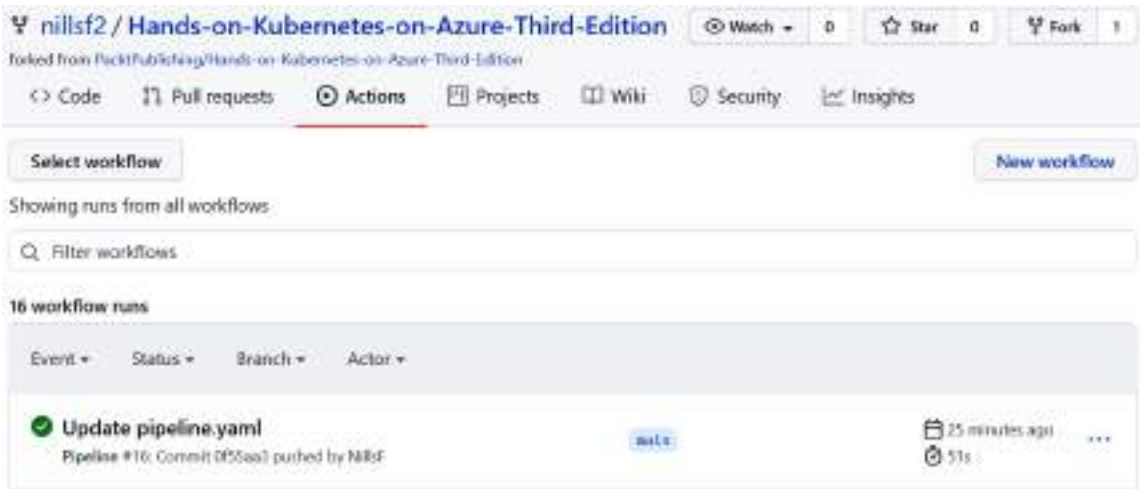 nillsf2 / Hands-on-Kubernetes-on-Azure-Third-Edition Watch 0 Star 0 Fork 1
forked from PacktPublishing/Hands-on-Kubernetes-on-Azure-Third-Edition
<> Code Pull requests Actions Projects Wiki Security Insights
Select workflow New workflow
Showing runs from all workflows
Filter workflows
16 workflow runs
Event Status Branch Actor
Update pipeline.yaml main 25 minutes ago ...
Pipeline #16: Commit 0f55aa3 pushed by NillsF 51s